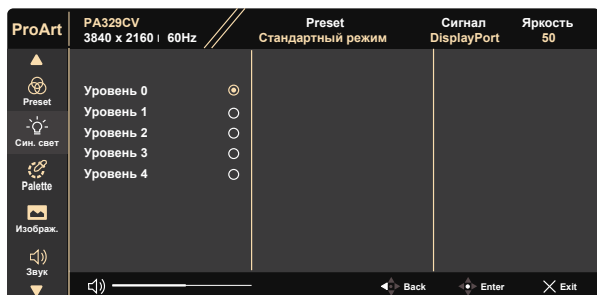 ProArt
PA329CV
3840 x 2160 60Hz
Preset
Стандартный режим
Сигнал
DisplayPort
Яркость
50
Preset
Син. свет
Palette
Изображ.
Звук
Уровень 0
Уровень 1
Уровень 2
Уровень 3
Уровень 4
Back
Enter
Exit